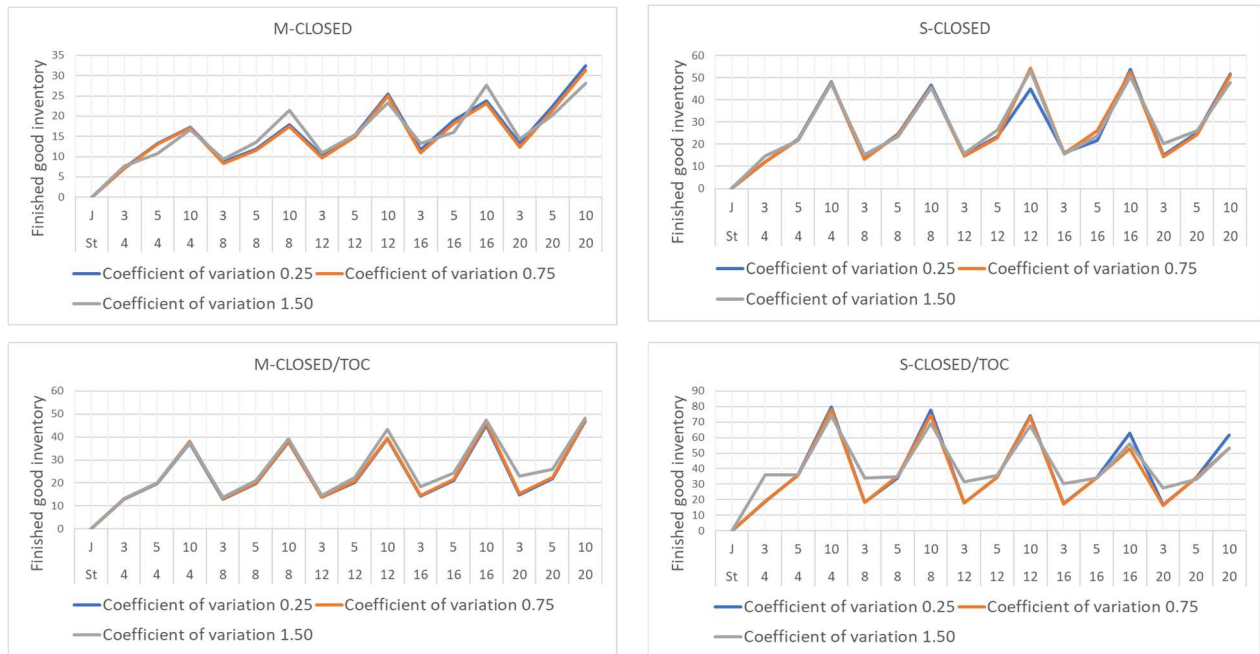 M-CLOSED
Finished good inventory
35
30
25
20
15
10
5
0
J 3 5 10 3 5 10 3 5 10 3 5 10 3 5 10
St 4 4 4 8 8 8 12 12 12 16 16 16 20 20 20
Coefficient of variation 0.25 Coefficient of variation 0.75
Coefficient of variation 1.50
S-CLOSED
Finished good inventory
60
50
40
30
20
10
0
J 3 5 10 3 5 10 3 5 10 3 5 10 3 5 10
St 4 4 4 8 8 8 12 12 12 16 16 16 20 20 20
Coefficient of variation 0.25 Coefficient of variation 0.75
Coefficient of variation 1.50
M-CLOSED/TOC
Finished good inventory
60
50
40
30
20
10
0
J 3 5 10 3 5 10 3 5 10 3 5 10 3 5 10
St 4 4 4 8 8 8 12 12 12 16 16 16 20 20 20
Coefficient of variation 0.25 Coefficient of variation 0.75
Coefficient of variation 1.50
S-CLOSED/TOC
Finished good inventory
90
80
70
60
50
40
30
20
10
0
J 3 5 10 3 5 10 3 5 10 3 5 10 3 5 10
St 4 4 4 8 8 8 12 12 12 16 16 16 20 20 20
Coefficient of variation 0.25 Coefficient of variation 0.75
Coefficient of variation 1.50